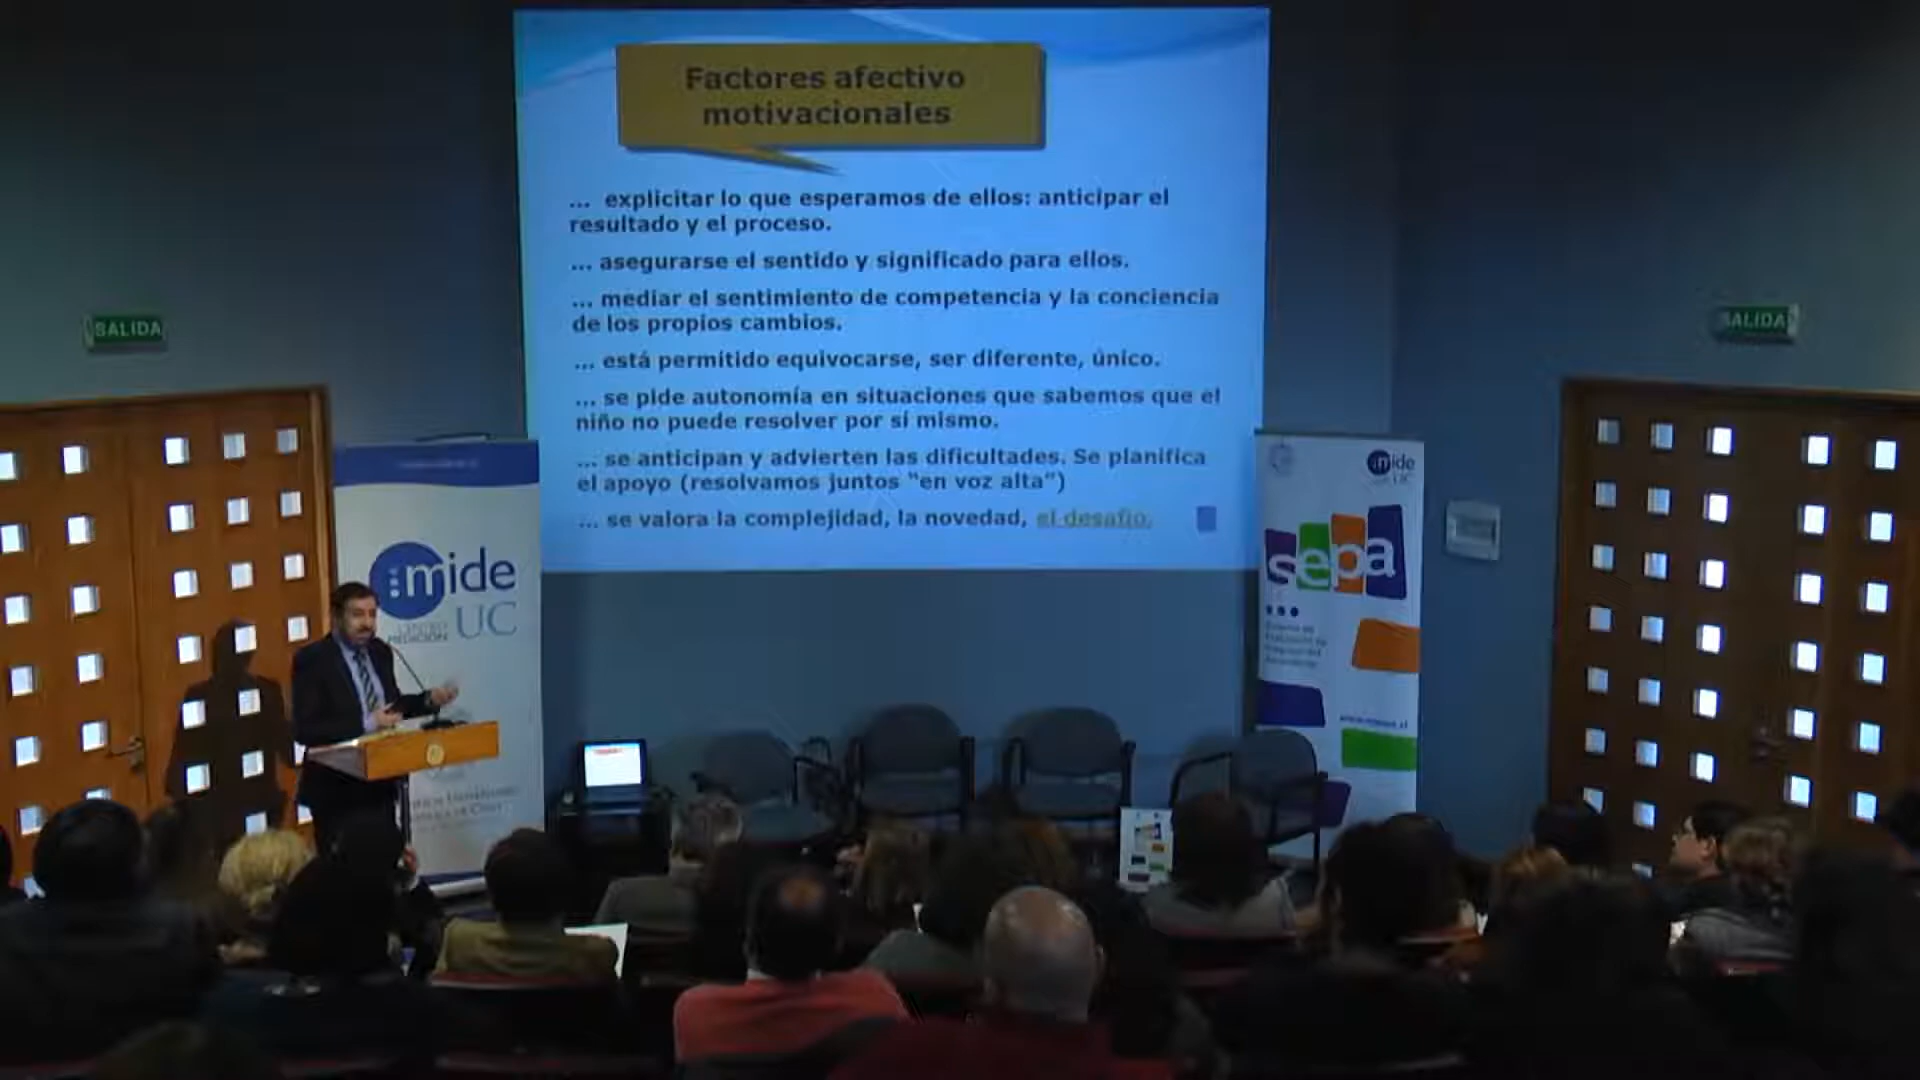 Factores afectivo
motivacionales
... explicitar lo que esperamos de ellos: anticipar el
resultado y el proceso.
... asegurarse el sentido y significado para ellos.
... mediar el sentimiento de competencia y la conciencia
de los propios cambios.
... está permitido equivocarse, ser diferente, único.
... se pide autonomía en situaciones que sabemos que el
niño no puede resolver por sí mismo.
... se anticipan y advierten las dificultades. Se planifica
el apoyo (resolvamos juntos "en voz alta")
... se valora la complejidad, la novedad, el desafío.
SALIDA
SALIDA
mide
UC
CENTRO
MEDICIÓN
mide
UC
sepa